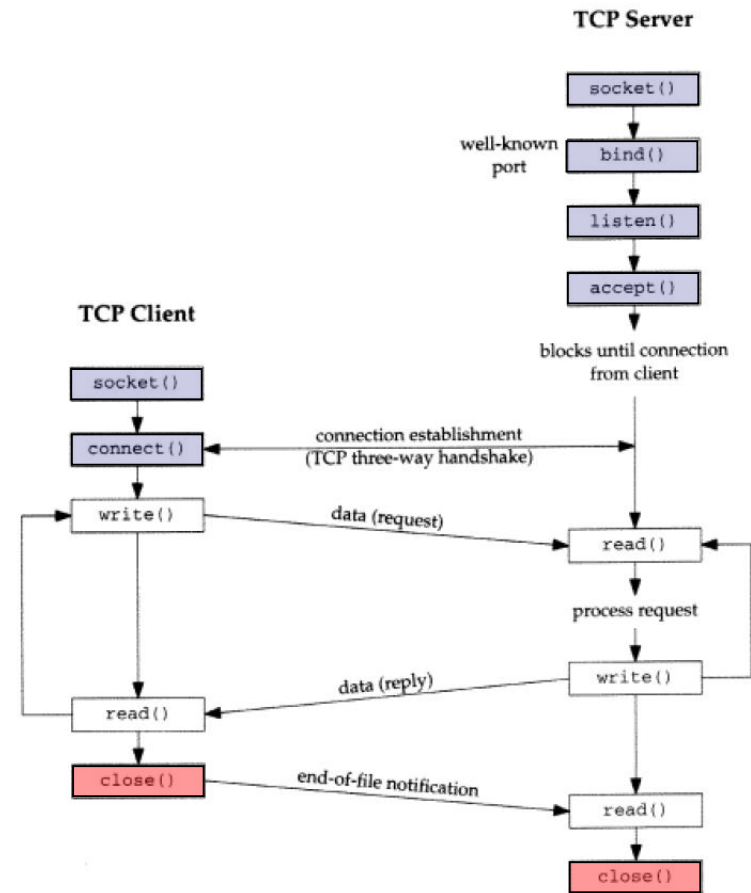 TCP Server
socket()
well-known
port
bind()
listen()
accept()
TCP Client
blocks until connection
from client
socket()
connection establishment
(TCP three-way handshake)
connect()
write()
data (request)
read()
process request
data (reply)
write()
read()
close()
end-of-file notification
read()
close()